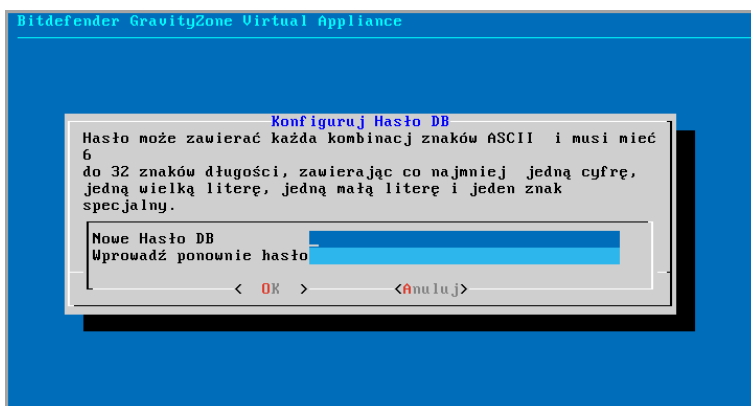 Bitdefender GravityZone Virtual Appliance
Konfiguruj Hasło DB
Hasło może zawierać każda kombinacj znaków ASCII i musi mieć
6
do 32 znaków długości, zawierając co najmniej jedną cyfrę,
jedną wielką literę, jedną małą literę i jeden znak
specjalny.
Nowe Hasło DB
Wprowadź ponownie hasło
< OK > <Anuluj>